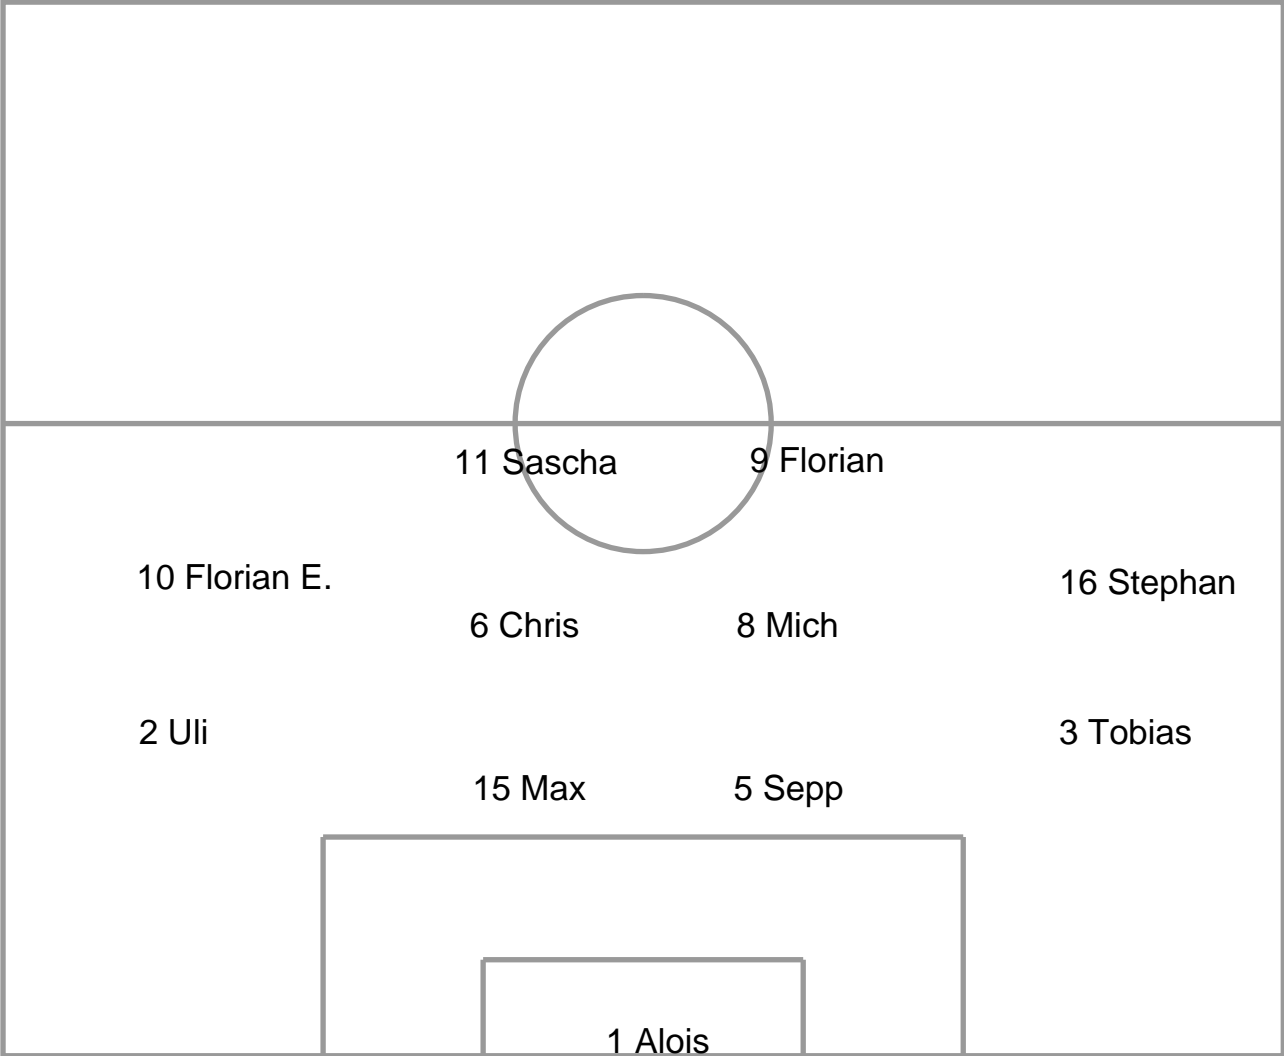 11 Sascha
9 Florian
10 Florian E.
16 Stephan
6 Chris
8 Mich
2 Uli
3 Tobias
15 Max
5 Sepp
1 Alois